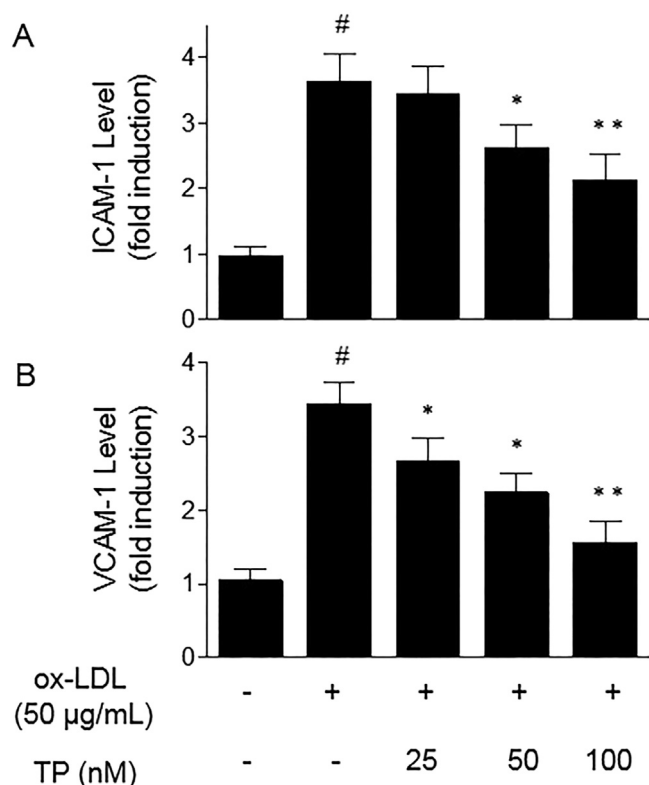 A
ICAM-1 Level
(fold induction)
4
3
2
1
0
#
*
* *
B
VCAM-1 Level
(fold induction)
4
3
2
1
0
#
*
*
* *
ox-LDL
(50 µg/mL)
- + + + +
TP (nM)
- - 25 50 100